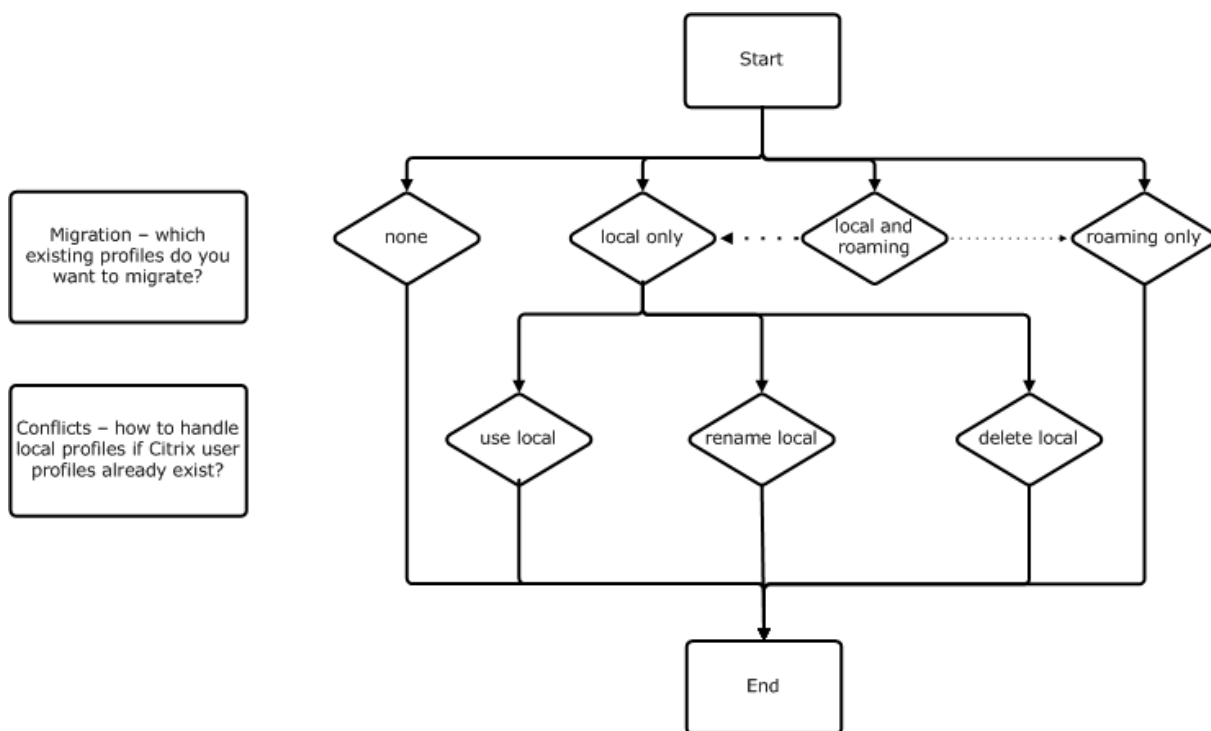 Start
Migration – which
existing profiles do you
want to migrate?
none
local only
local and
roaming
roaming only
Conflicts – how to handle
local profiles if Citrix user
profiles already exist?
use local
rename local
delete local
End